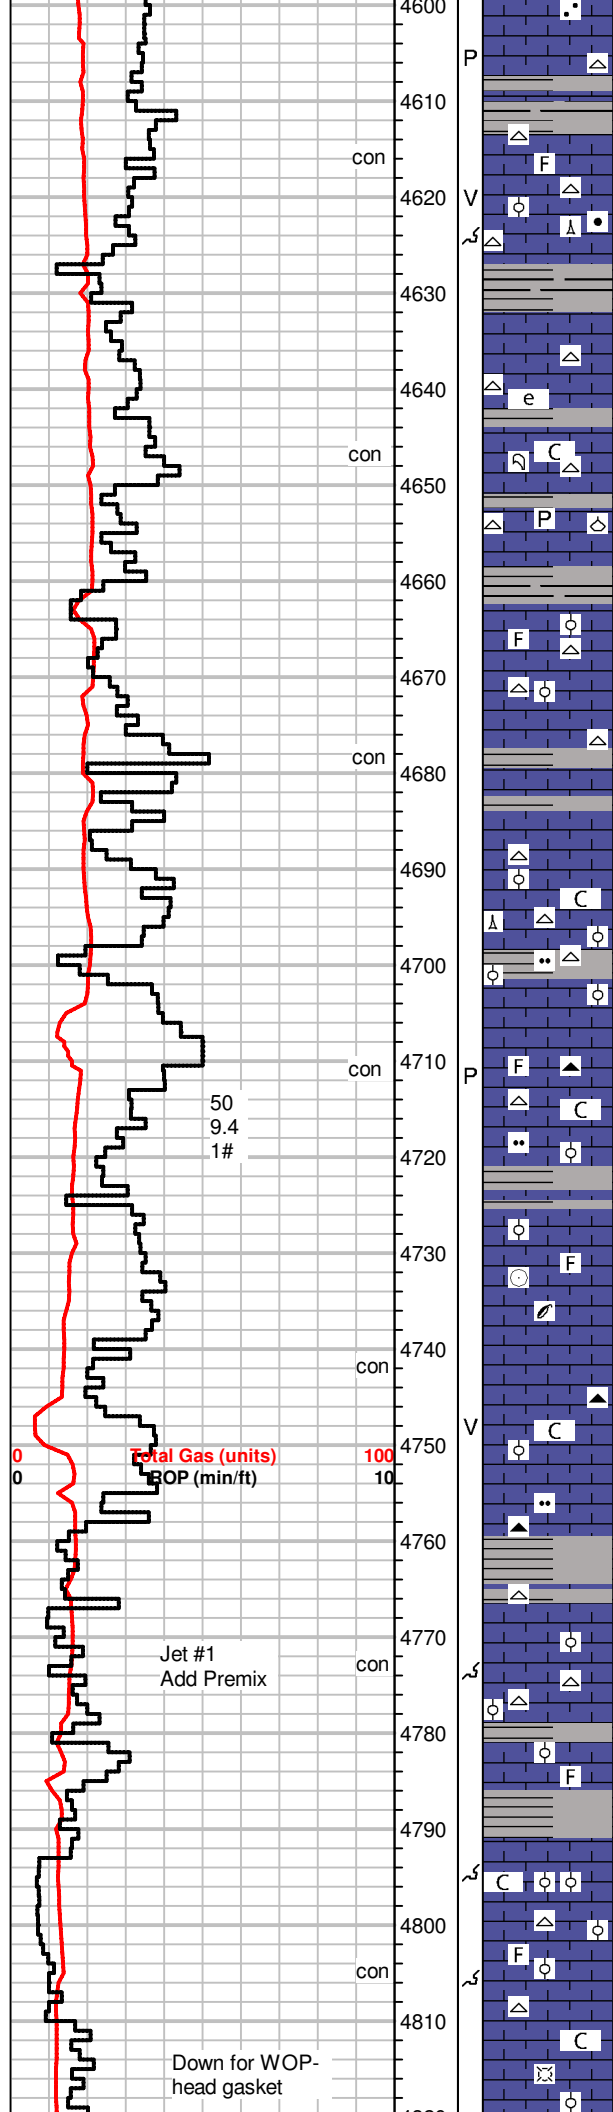 4600
P
4610
con
F
4620
V
4630
4640
e
con
C
4650
P
4660
F
4670
con
4680
4690
C
4700
F
4710
con
P
50
C
9.4
1#
4720
4730
F
4740
con
V
C
4750
0 Total Gas (units) 100
0 ROP (min/ft) 10
4760
4770
Jet #1
con
Add Premix
4780
F
4790
C
4800
F
con
4810
C
Down for WOP-
head gasket